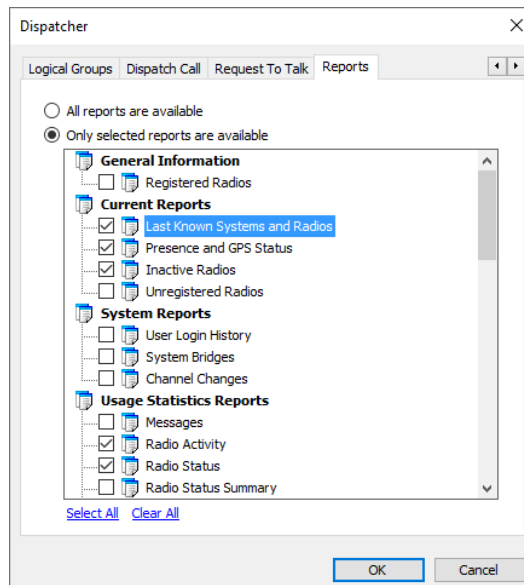 Dispatcher
Logical Groups Dispatch Call Request To Talk Reports
All reports are available
Only selected reports are available
General Information
Registered Radios
Current Reports
Last Known Systems and Radios
Presence and GPS Status
Inactive Radios
Unregistered Radios
System Reports
User Login History
System Bridges
Channel Changes
Usage Statistics Reports
Messages
Radio Activity
Radio Status
Radio Status Summary
Select All Clear All
OK Cancel